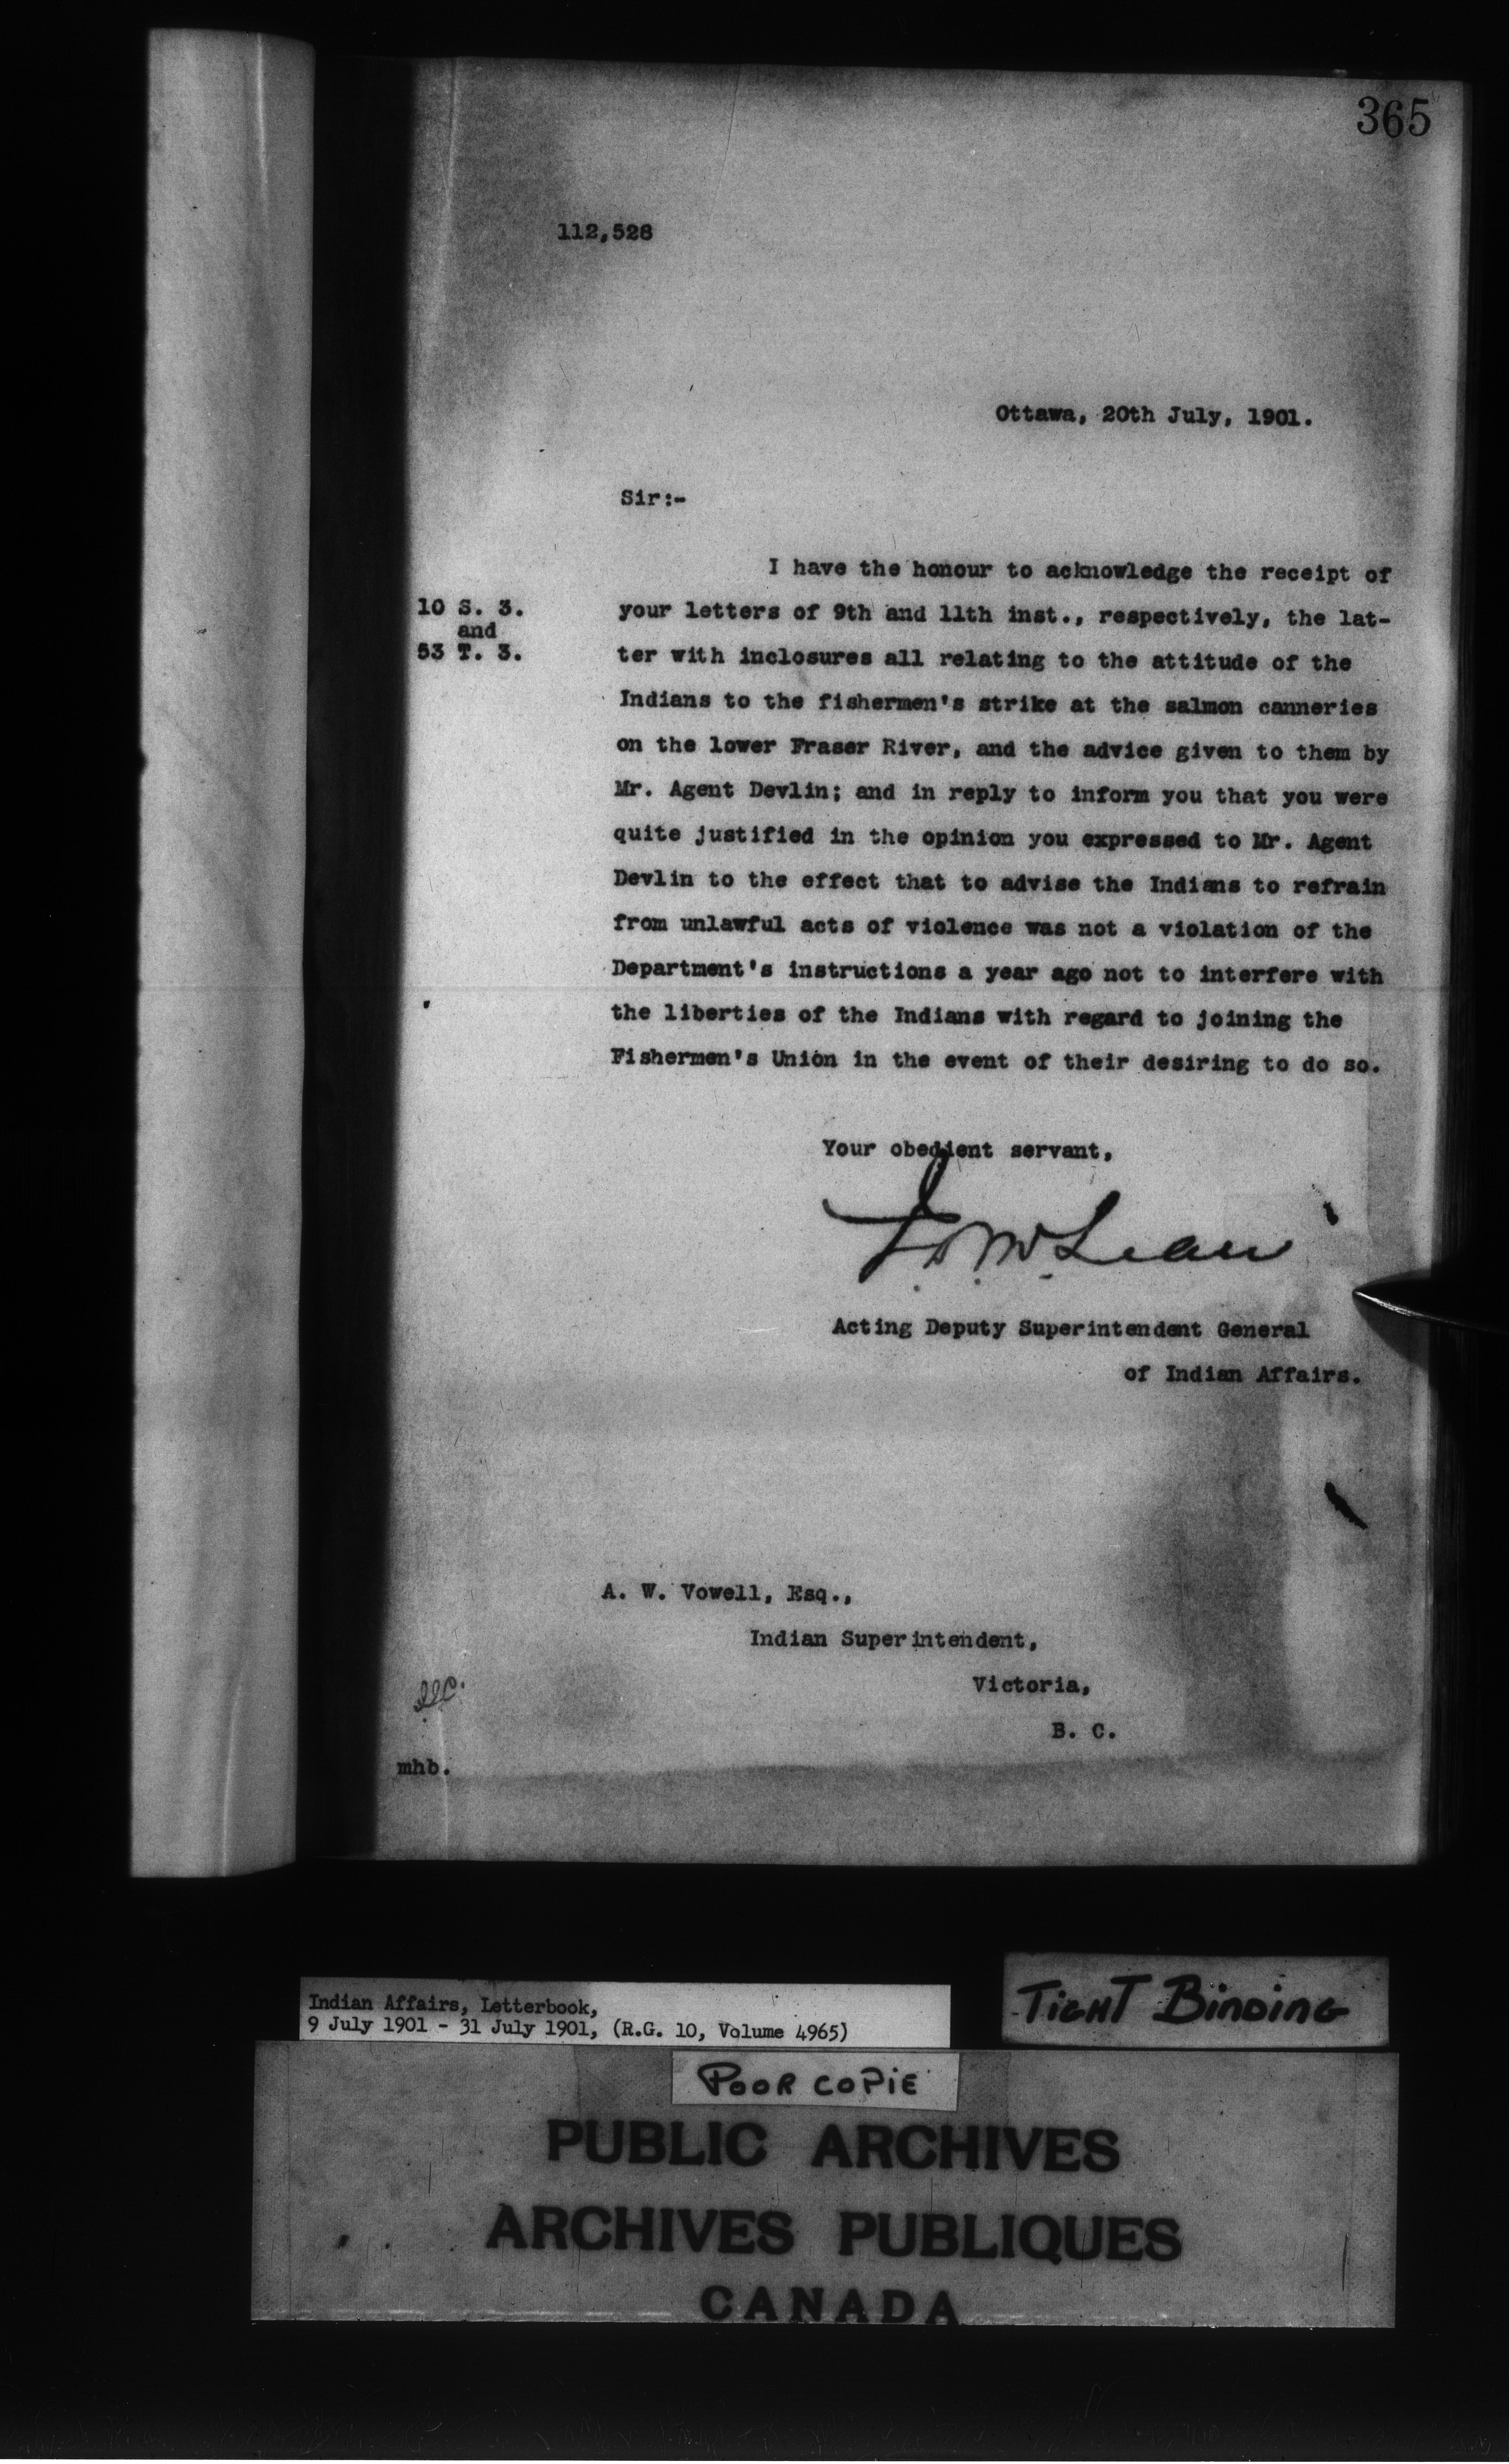 365
112,528
Ottawa, 20th July, 1901.
Sir:-
I have the honour to acknowledge the receipt of
10 S. 3.
and
53 T. 3.
your letters of 9th and 11th inst., respectively, the lat-
ter with inclosures all relating to the attitude of the
Indians to the fishermen's strike at the salmon canneries
on the lower Fraser River, and the advice given to them by
Mr. Agent Devlin; and in reply to inform you that you were
quite justified in the opinion you expressed to Mr. Agent
Devlin to the effect that to advise the Indians to refrain
from unlawful acts of violence was not a violation of the
Department's instructions a year ago not to interfere with
the liberties of the Indians with regard to joining the
Fishermen's Union in the event of their desiring to do so.
Your obedient servant,
J. D. McLean
Acting Deputy Superintendent General
of Indian Affairs.
A. W. Vowell, Esq.,
Indian Superintendent,
Victoria,
B. C.
mhb.
Indian Affairs, Letterbook,
9 July 1901 - 31 July 1901, (R.G. 10, Volume 4965)
TIGHT BINDING
POOR COPIE
PUBLIC ARCHIVES
ARCHIVES PUBLIQUES
CANADA